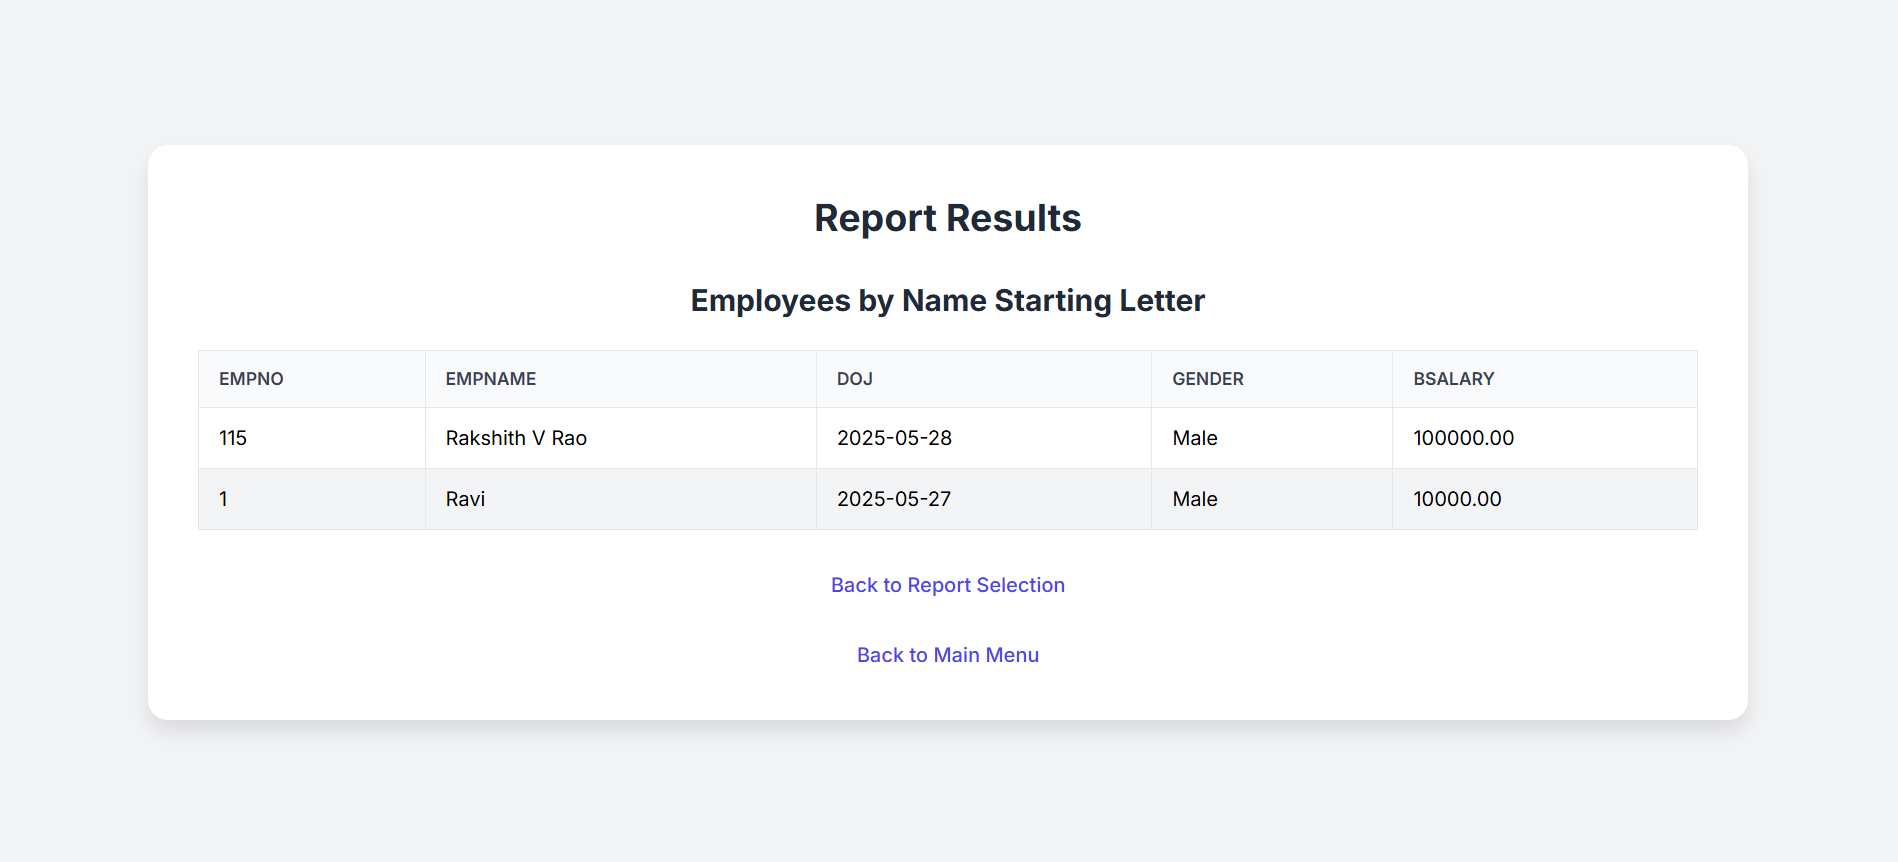 Report Results
Employees by Name Starting Letter
EMPNO EMPNAME DOJ GENDER BSALARY
115 Rakshith V Rao 2025-05-28 Male 100000.00
1 Ravi 2025-05-27 Male 10000.00
Back to Report Selection
Back to Main Menu